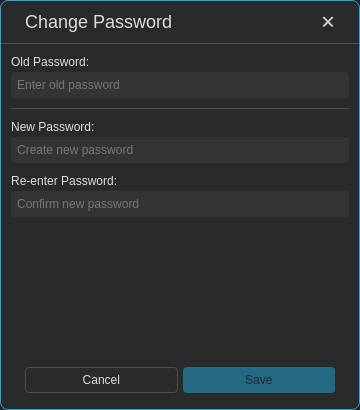 Change Password
Old Password:
Enter old password
New Password:
Create new password
Re-enter Password:
Confirm new password
Cancel
Save